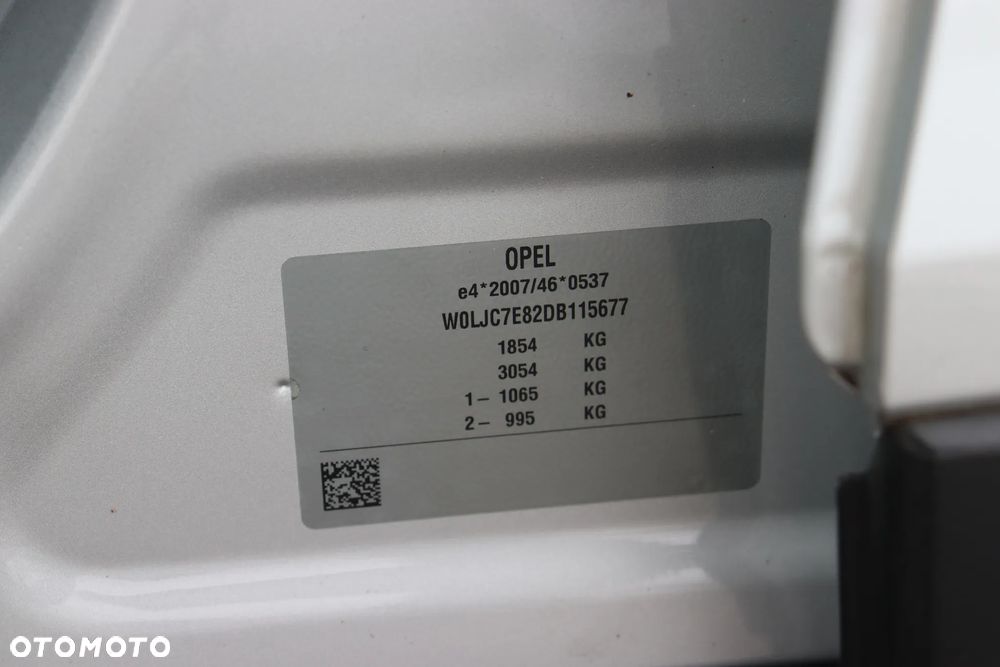 OPEL
e4*2007/46*0537
W0LJC7E82DB115677
1854 KG
3054 KG
1– 1065 KG
2– 995 KG
OTOMOTO